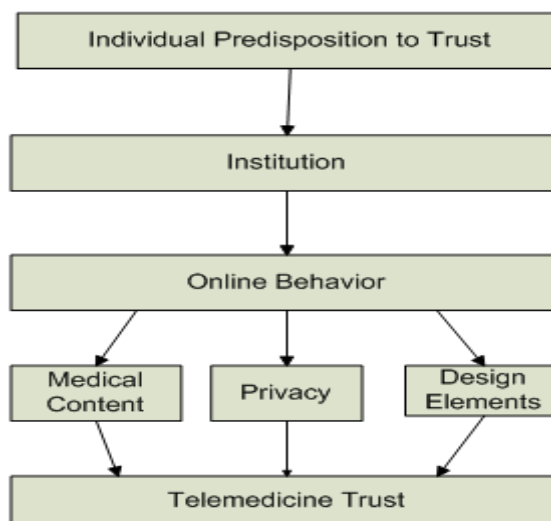 Individual Predisposition to Trust
Institution
Online Behavior
Medical
Content
Privacy
Design
Elements
Telemedicine Trust